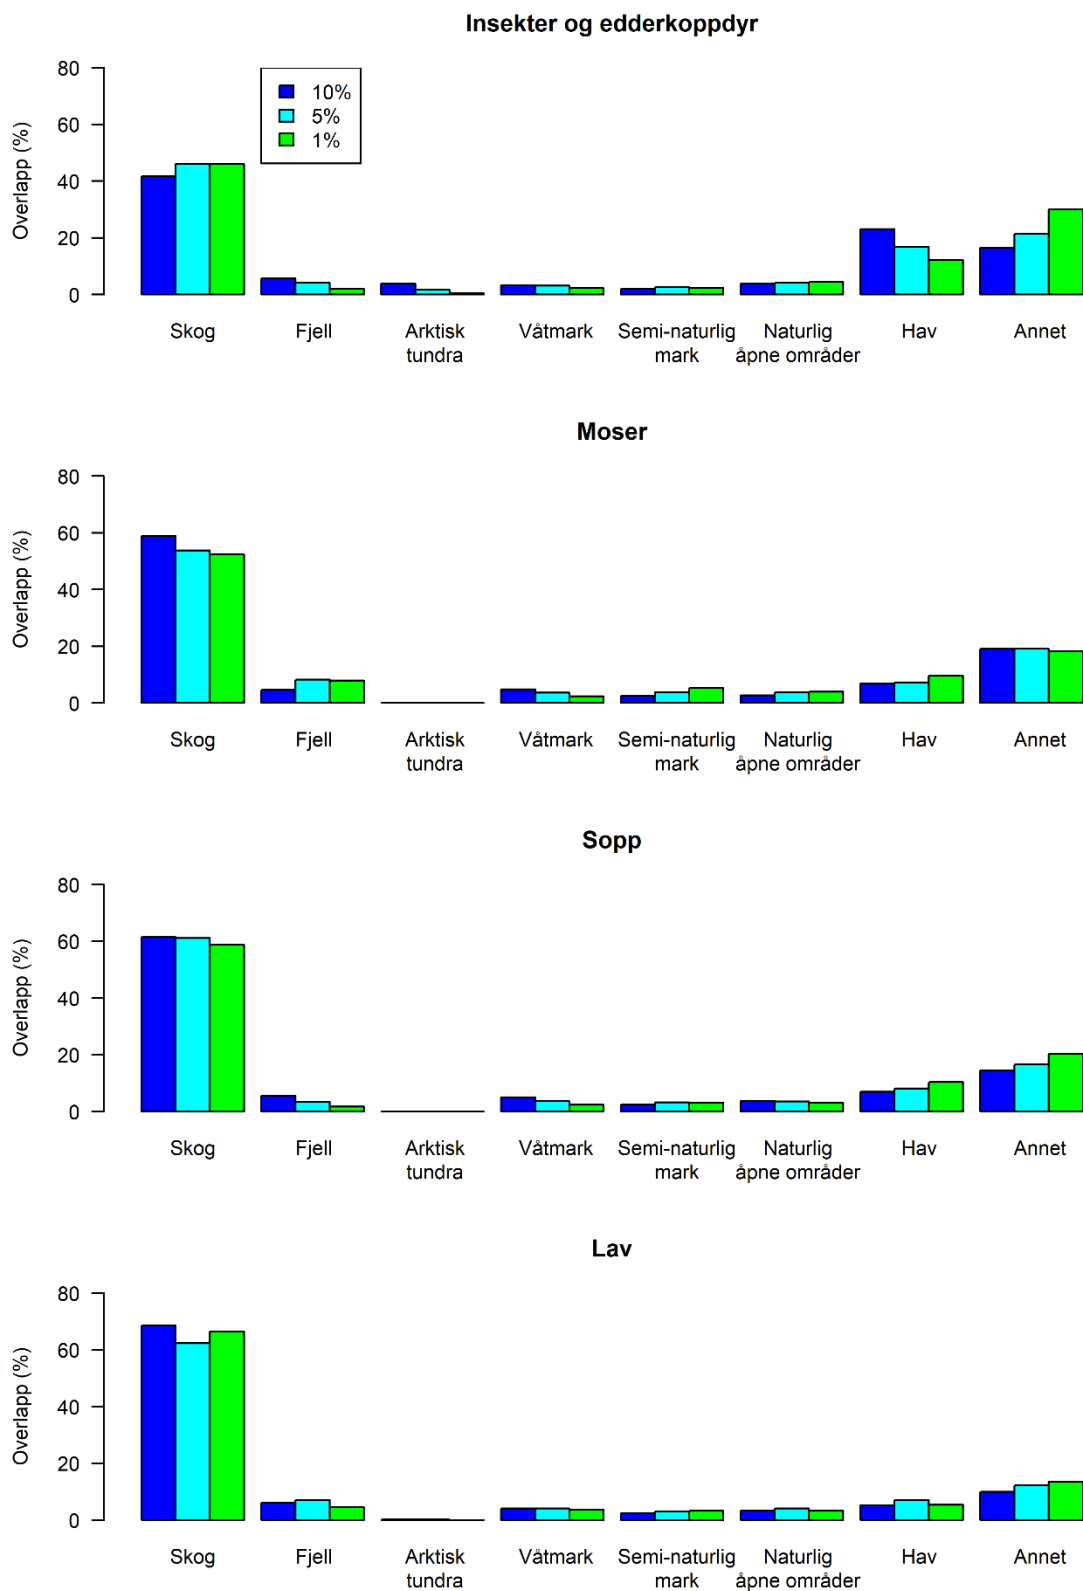 Insekter og edderkoppdyr
Overlapp (%)
80
60
40
20
0
10%
5%
1%
Skog Fjell Arktisk tundra Våtmark Semi-naturlig mark Naturlig åpne områder Hav Annet
Moser
Overlapp (%)
80
60
40
20
0
Skog Fjell Arktisk tundra Våtmark Semi-naturlig mark Naturlig åpne områder Hav Annet
Sopp
Overlapp (%)
80
60
40
20
0
Skog Fjell Arktisk tundra Våtmark Semi-naturlig mark Naturlig åpne områder Hav Annet
Lav
Overlapp (%)
80
60
40
20
0
Skog Fjell Arktisk tundra Våtmark Semi-naturlig mark Naturlig åpne områder Hav Annet